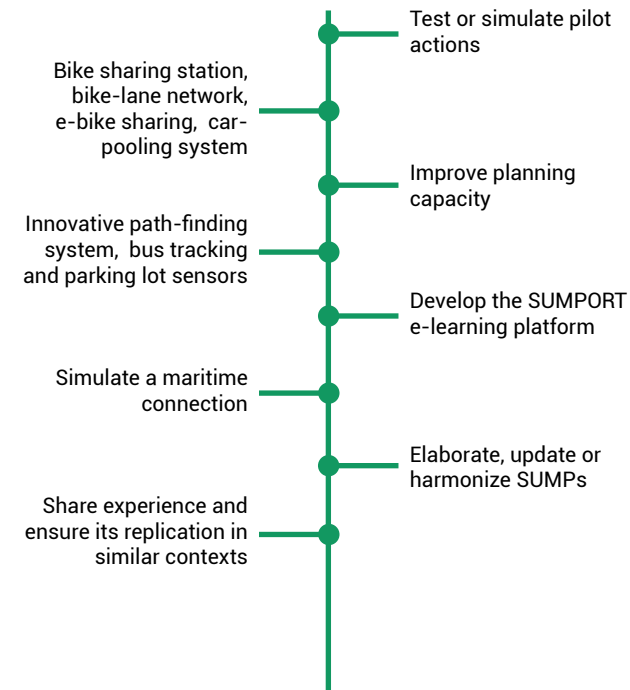 Test or simulate pilot
actions
Bike sharing station,
bike-lane network,
e-bike sharing,  car-
pooling system
Improve planning
capacity
Innovative path-finding
system,  bus tracking
and parking lot sensors
Develop the SUMPORT
e-learning platform
Simulate a maritime
connection
Elaborate, update or
harmonize SUMPs
Share experience and
ensure its replication in
similar contexts